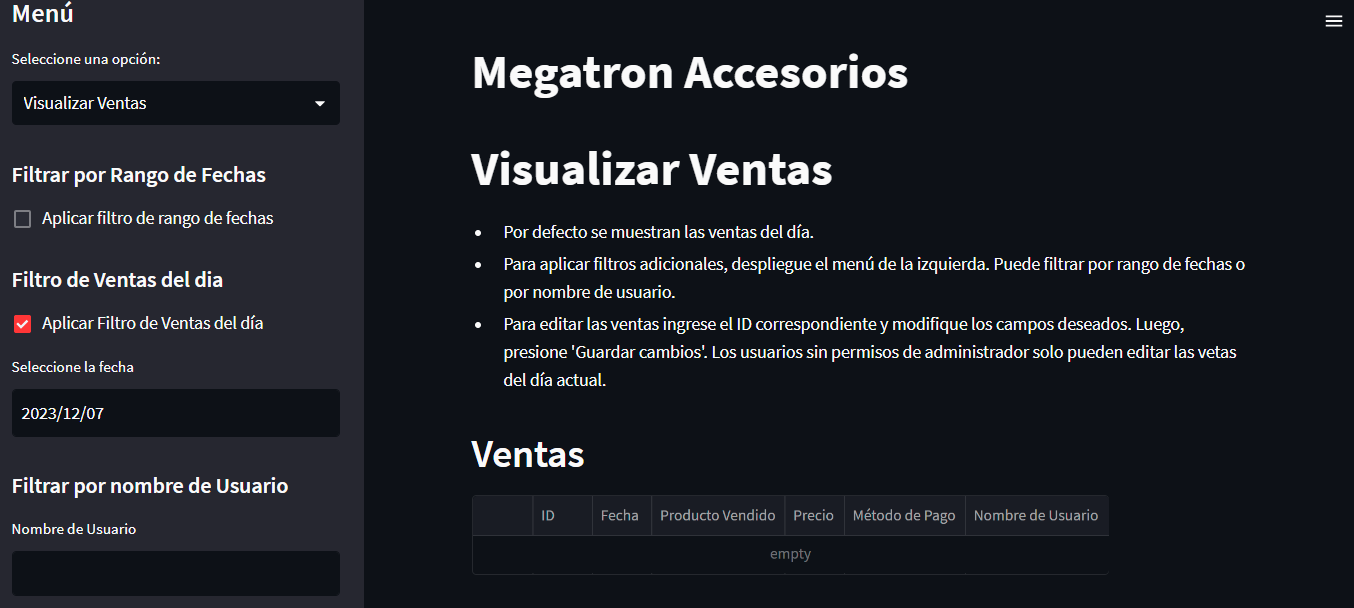 Menú
Seleccione una opción:
Visualizar Ventas
Filtrar por Rango de Fechas
Aplicar filtro de rango de fechas
Filtro de Ventas del dia
Aplicar Filtro de Ventas del día
Seleccione la fecha
2023/12/07
Filtrar por nombre de Usuario
Nombre de Usuario
Megatron Accesorios
Visualizar Ventas
Por defecto se muestran las ventas del día.
Para aplicar filtros adicionales, despliegue el menú de la izquierda. Puede filtrar por rango de fechas o
por nombre de usuario.
Para editar las ventas ingrese el ID correspondiente y modifique los campos deseados. Luego,
presione 'Guardar cambios'. Los usuarios sin permisos de administrador solo pueden editar las vetas
del día actual.
Ventas
ID Fecha Producto Vendido Precio Método de Pago Nombre de Usuario
empty